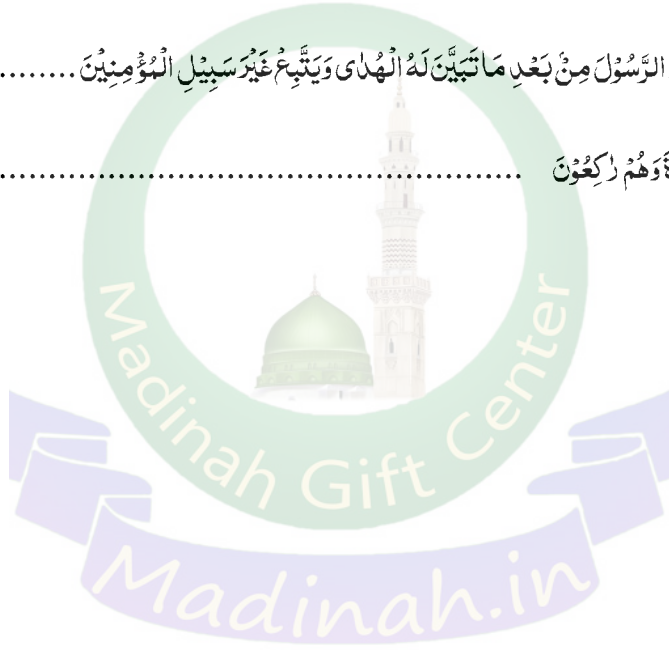 الرَّسُوْلَ مِنْۢ بَعْدِ مَا تَبَيَّنَ لَهُ الْهُدٰى وَيَتَّبِعْ غَيْرَ سَبِيْلِ الْمُؤْمِنِيْنَ ........
ةَ وَهُمْ رٰكِعُوْنَ ......................................................
Madinah Gift Center
Madinah.in